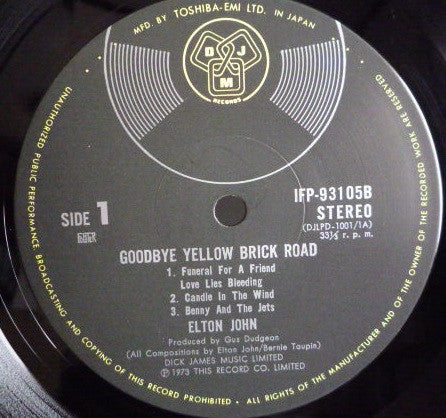 MFD. BY TOSHIBA-EMI LTD. IN JAPAN
DJM
RECORDS
IFP-93105B
STEREO
(DJLPD-1001/1A)
33⅓ r. p. m.
SIDE 1
GOODBYE YELLOW BRICK ROAD
1. Funeral For A Friend
Love Lies Bleeding
2. Candle In The Wind
3. Benny And The Jets
ELTON JOHN
Produced by Gus Dudgeon
(All Compositions by Elton John/Bernie Taupin)
DICK JAMES MUSIC LIMITED
Ⓟ 1973 THIS RECORD CO. LIMITED
UNAUTHORIZED PUBLIC PERFORMANCE, BROADCASTING AND COPYING OF THIS RECORD PROHIBITED • ALL RIGHTS OF THE MANUFACTURER AND OF THE OWNER OF THE RECORDED WORK ARE RESERVED